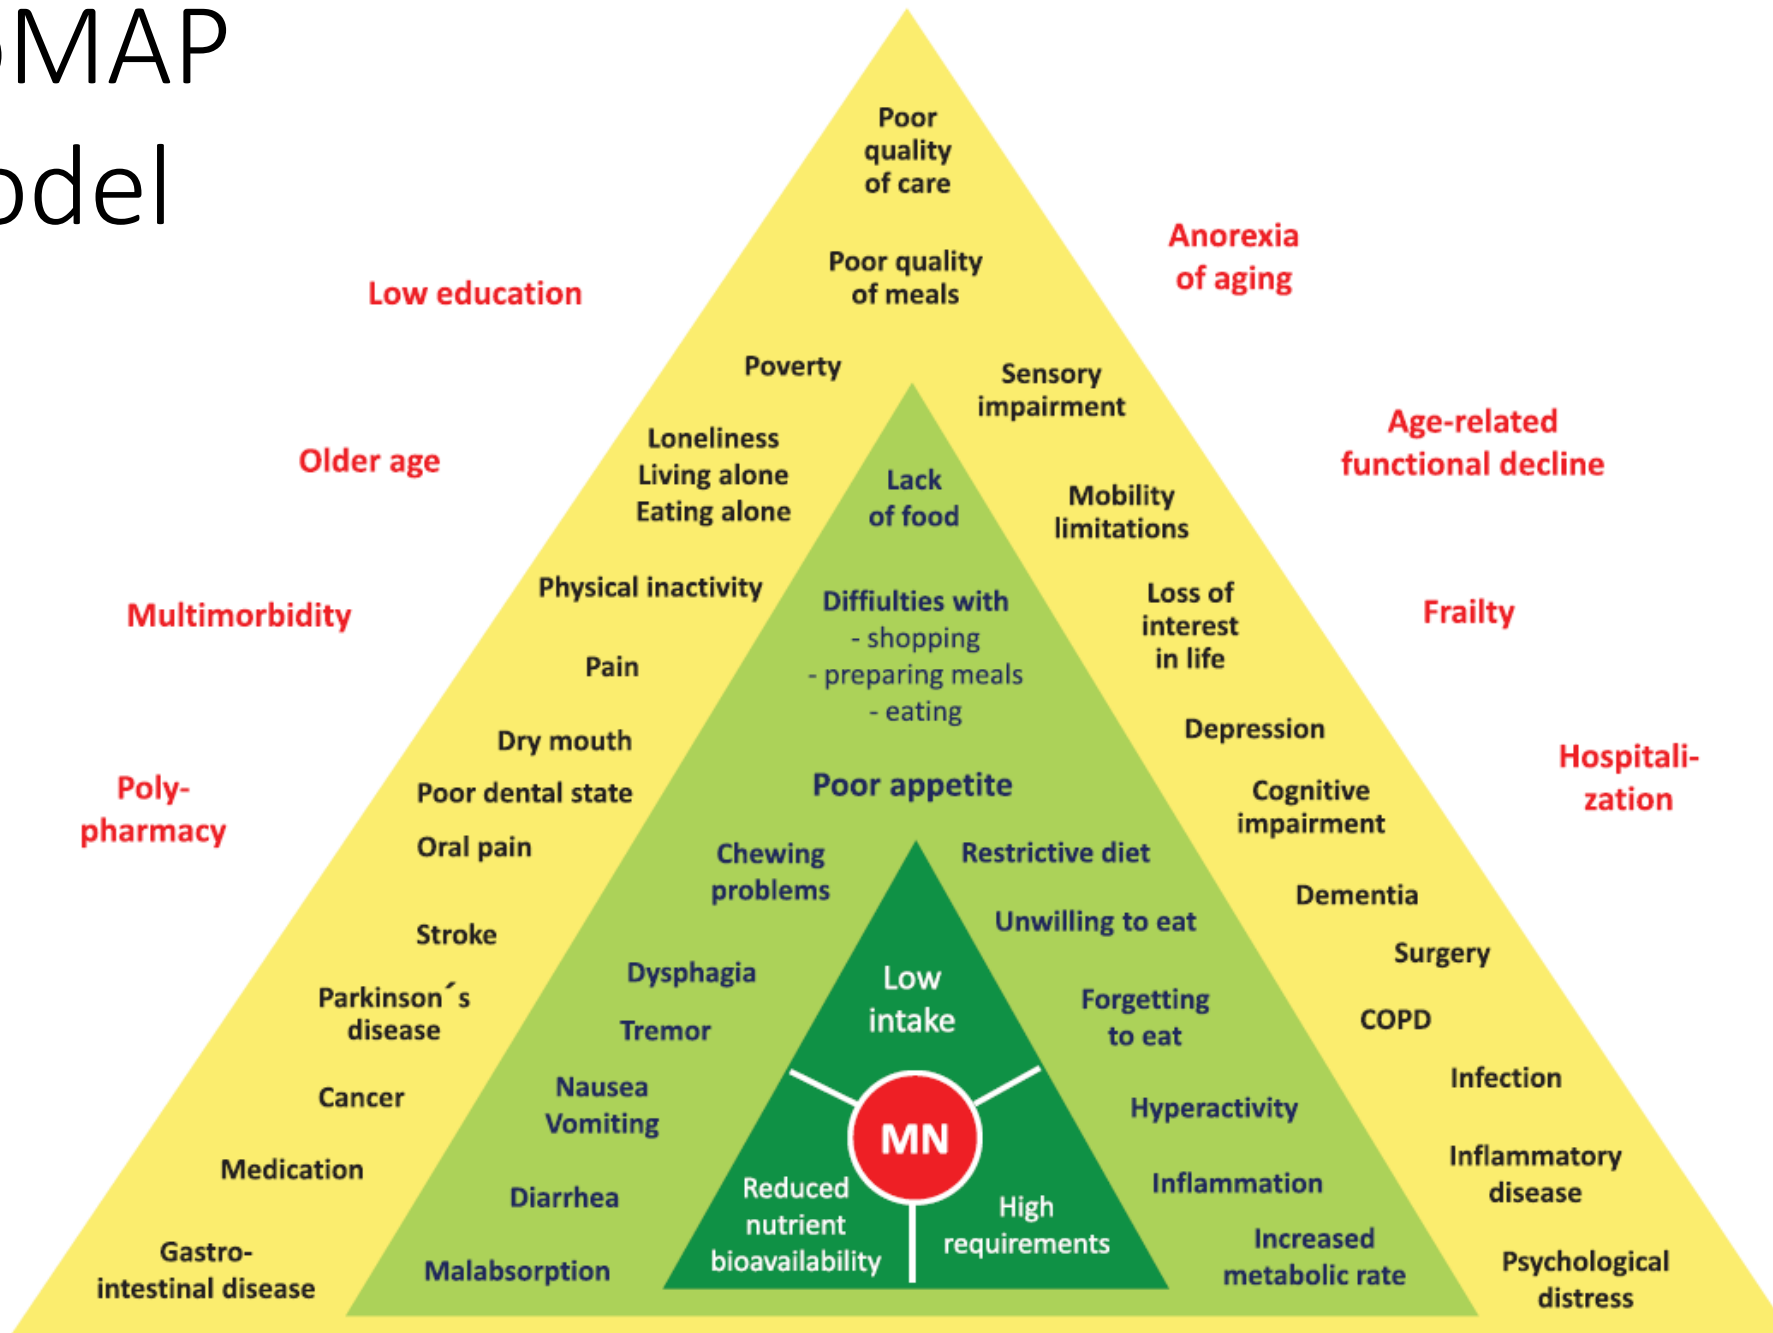 oMAP
odel
Poor
quality
of care
Poor quality
of meals
Poverty
Sensory
impairment
Loneliness
Living alone
Eating alone
Mobility
limitations
Physical inactivity
Loss of
interest
in life
Pain
Depression
Dry mouth
Poor dental state
Oral pain
Cognitive
impairment
Dementia
Stroke
Surgery
Parkinson´s
disease
COPD
Cancer
Infection
Medication
Inflammatory
disease
Gastro-
intestinal disease
Psychological
distress
Low education
Older age
Multimorbidity
Poly-
pharmacy
Anorexia
of aging
Age-related
functional decline
Frailty
Hospitali-
zation
Lack
of food
Diffiulties with
- shopping
- preparing meals
- eating
Poor appetite
Chewing
problems
Restrictive diet
Unwilling to eat
Dysphagia
Tremor
Forgetting
to eat
Nausea
Vomiting
Hyperactivity
Diarrhea
Inflammation
Malabsorption
Increased
metabolic rate
Low
intake
MN
Reduced
nutrient
bioavailability
High
requirements